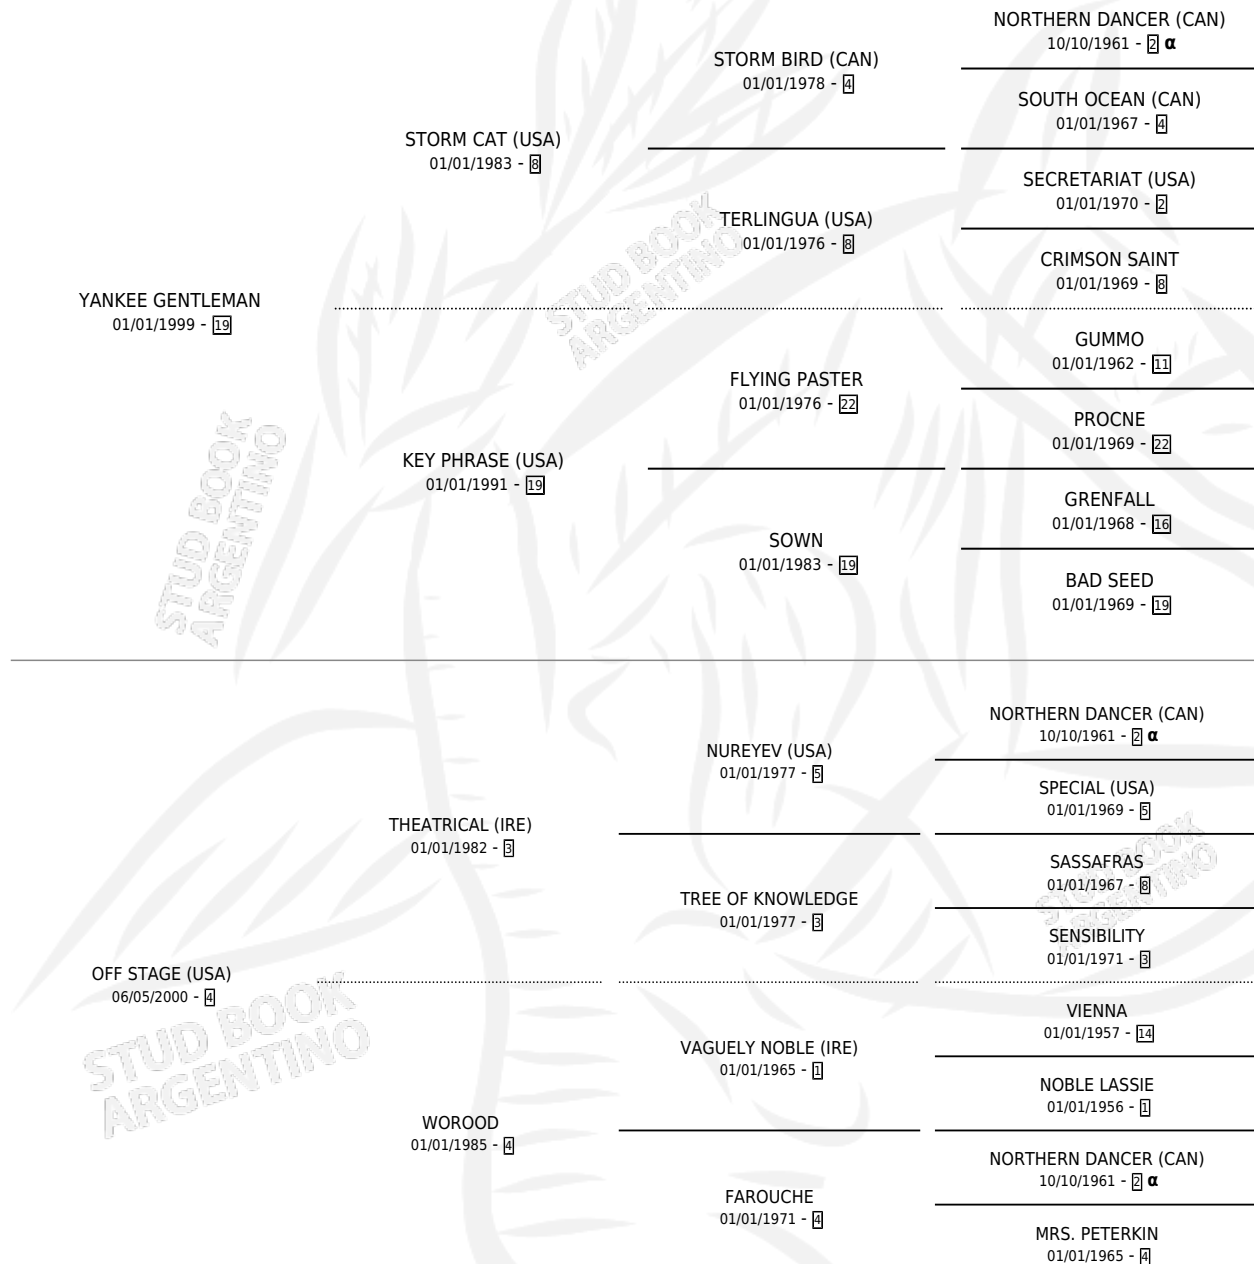 NORTHERN DANCER (CAN)
10/10/1961 - 2 α
STORM BIRD (CAN)
01/01/1978 - 4
SOUTH OCEAN (CAN)
01/01/1967 - 4
STORM CAT (USA)
01/01/1983 - 8
SECRETARIAT (USA)
01/01/1970 - 2
TERLINGUA (USA)
01/01/1976 - 8
CRIMSON SAINT
01/01/1969 - 8
YANKEE GENTLEMAN
01/01/1999 - 19
GUMMO
01/01/1962 - 11
FLYING PASTER
01/01/1976 - 22
PROCNE
01/01/1969 - 22
KEY PHRASE (USA)
01/01/1991 - 19
GRENFALL
01/01/1968 - 16
SOWN
01/01/1983 - 19
BAD SEED
01/01/1969 - 19
NORTHERN DANCER (CAN)
10/10/1961 - 2 α
NUREYEV (USA)
01/01/1977 - 5
SPECIAL (USA)
01/01/1969 - 5
THEATRICAL (IRE)
01/01/1982 - 3
SASSAFRAS
01/01/1967 - 8
TREE OF KNOWLEDGE
01/01/1977 - 3
SENSIBILITY
01/01/1971 - 3
OFF STAGE (USA)
06/05/2000 - 4
VIENNA
01/01/1957 - 14
VAGUELY NOBLE (IRE)
01/01/1965 - 1
NOBLE LASSIE
01/01/1956 - 1
WOROOD
01/01/1985 - 4
NORTHERN DANCER (CAN)
10/10/1961 - 2 α
FAROUCHE
01/01/1971 - 4
MRS. PETERKIN
01/01/1965 - 4
STUD BOOK
ARGENTINO
STUD BOOK
ARGENTINO
STUD BOOK
ARGENTINO
STUD BOOK
ARGENTINO